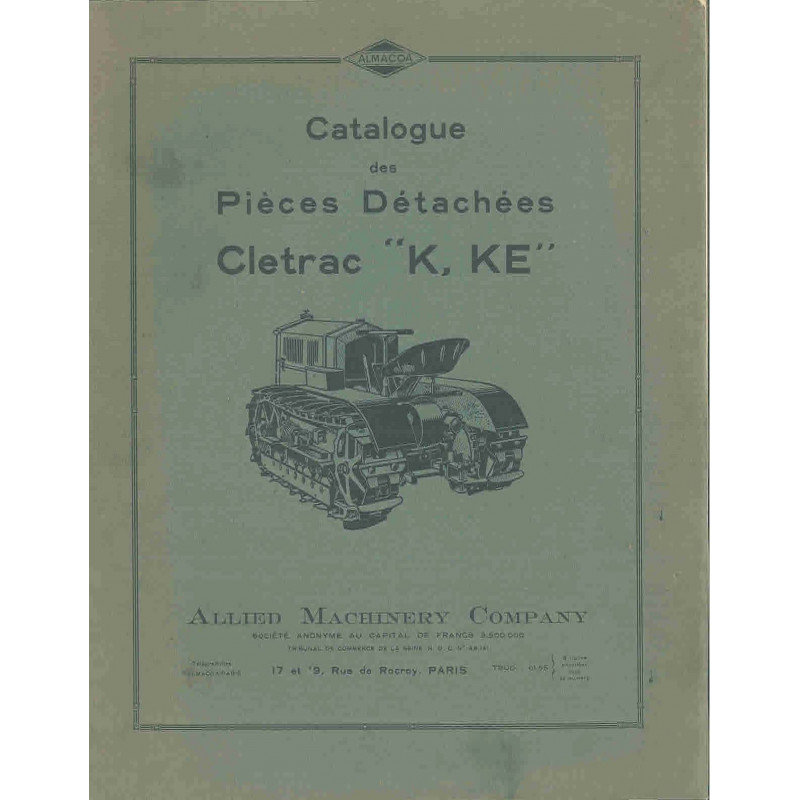 ALMACOA
Catalogue
des
Pièces Détachées
Cletrac "K, KE"
ALLIED MACHINERY COMPANY
SOCIÉTÉ ANONYME AU CAPITAL DE FRANCS 3.500.000
TRIBUNAL DE COMMERCE DE LA SEINE R. C. N°
17 et 19, Rue de Rocroy, PARIS